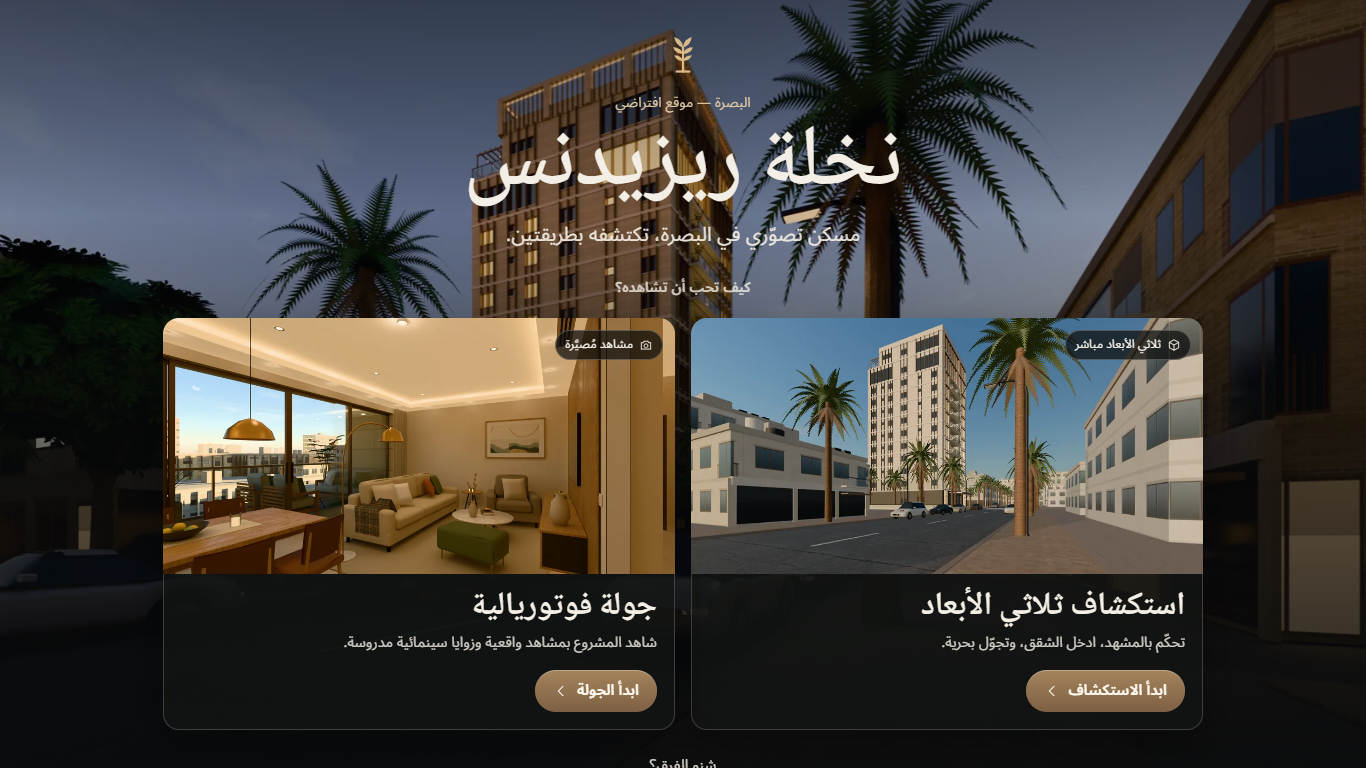 البصرة — موقع افتراضي
نخلة ريزيدنس
مسكن تصوّري في البصرة، تكتشفه بطريقتين.
كيف تحب أن تشاهده؟
ثلاثي الأبعاد مباشر
استكشاف ثلاثي الأبعاد
تحكّم بالمشهد، ادخل الشقق، وتجوّل بحرية.
ابدأ الاستكشاف
مشاهد مُصيَّرة
جولة فوتوريالية
شاهد المشروع بمشاهد واقعية وزوايا سينمائية مدروسة.
ابدأ الجولة
شنو الفرق؟